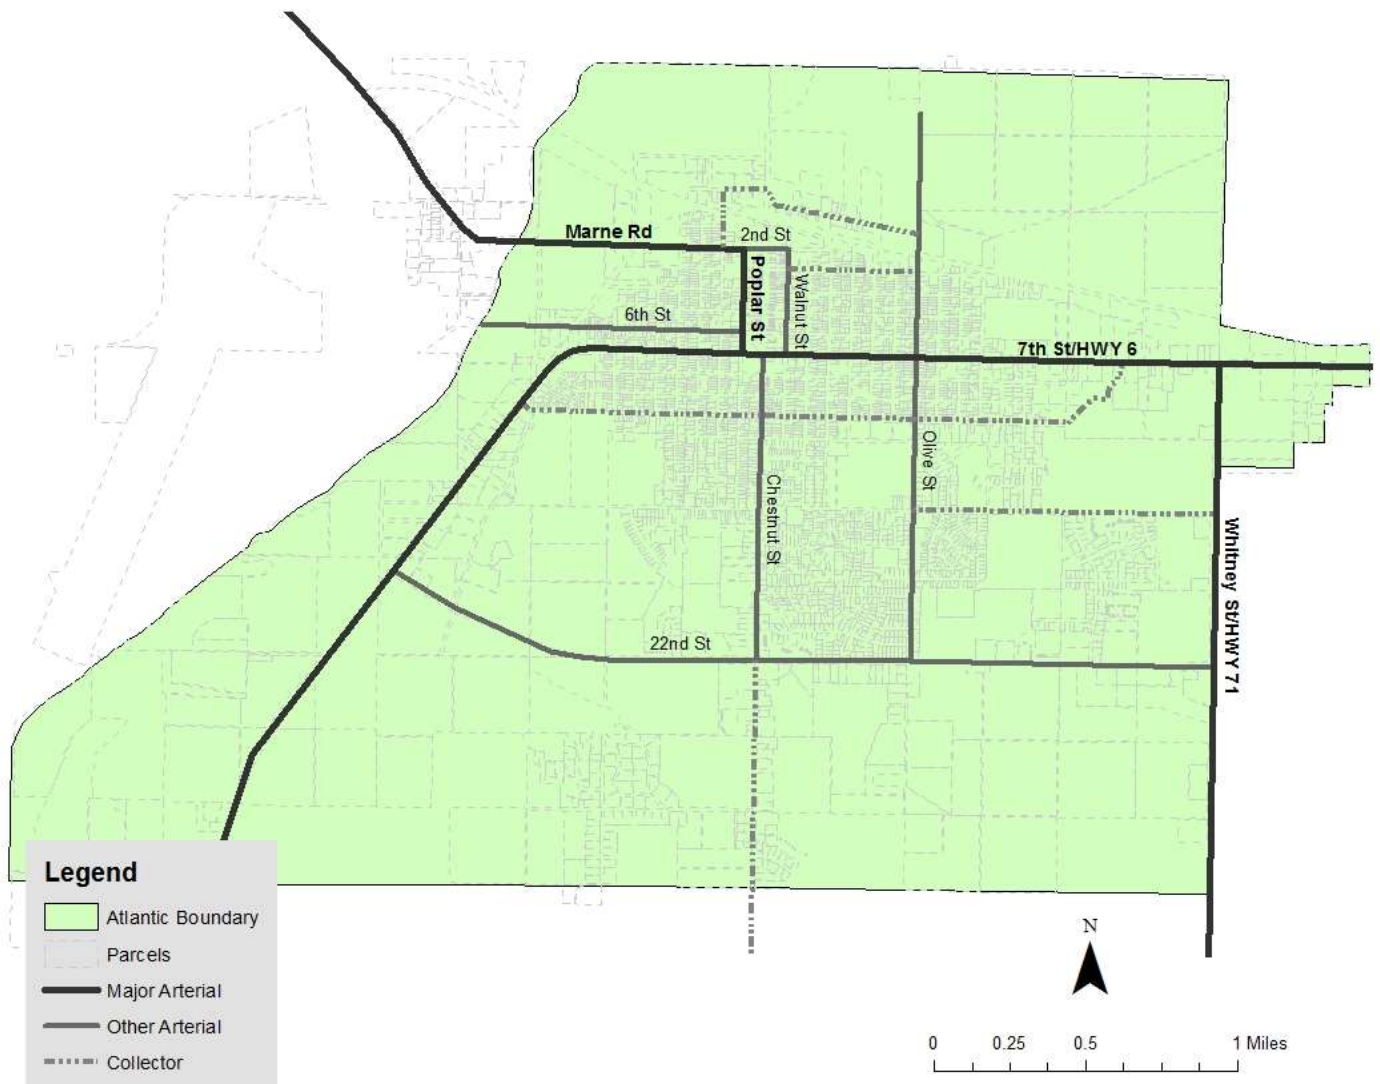 Marne Rd
2nd St
Poplar St
Walnut St
6th St
7th St/HWY 6
Olive St
Chestnut St
Whitney St/HWY 71
22nd St
Legend
Atlantic Boundary
Parcels
Major Arterial
Other Arterial
Collector
N
0 0.25 0.5 1 Miles